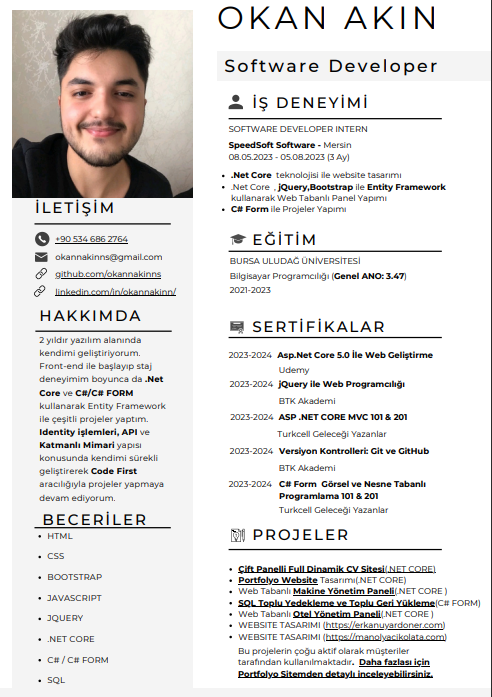 OKAN AKIN
Software Developer
İLETİŞİM
+90 534 686 2764
okannakinns@gmail.com
github.com/okannakinns
linkedin.com/in/okannakinn/
HAKKIMDA
2 yıldır yazılım alanında
kendimi geliştiriyorum.
Front-end ile başlayıp staj
deneyimim boyunca da .Net
Core ve C#/C# FORM
kullanarak Entity Framework
ile çeşitli projeler yaptım.
Identity işlemleri, API ve
Katmanlı Mimari yapısı
konusunda kendimi sürekli
geliştirerek Code First
aracılığıyla projeler yapmaya
devam ediyorum.
BECERİLER
• HTML
• CSS
• BOOTSTRAP
• JAVASCRIPT
• JQUERY
• .NET CORE
• C# / C# FORM
• SQL
İŞ DENEYİMİ
SOFTWARE DEVELOPER INTERN
SpeedSoft Software - Mersin
08.05.2023 - 05.08.2023 (3 Ay)
• .Net Core teknolojisi ile website tasarımı
• .Net Core , jQuery,Bootstrap ile Entity Framework
kullanarak Web Tabanlı Panel Yapımı
• C# Form ile Projeler Yapımı
EĞİTİM
BURSA ULUDAĞ ÜNİVERSİTESİ
Bilgisayar Programcılığı (Genel ANO: 3.47)
2021-2023
SERTİFİKALAR
2023-2024 Asp.Net Core 5.0 İle Web Geliştirme
Udemy
2023-2024 jQuery ile Web Programcılığı
BTK Akademi
2023-2024 ASP .NET CORE MVC 101 & 201
Turkcell Geleceği Yazanlar
2023-2024 Versiyon Kontrolleri: Git ve GitHub
BTK Akademi
2023-2024 C# Form Görsel ve Nesne Tabanlı
Programlama 101 & 201
Turkcell Geleceği Yazanlar
PROJELER
• Çift Panelli Full Dinamik CV Sitesi(.NET CORE)
• Portfolyo Website Tasarımı(.NET CORE)
• Web Tabanlı Makine Yönetim Paneli(.NET CORE )
• SQL Toplu Yedekleme ve Toplu Geri Yükleme(C# FORM)
• Web Tabanlı Otel Yönetim Paneli(.NET CORE )
• WEBSITE TASARIMI (https://erkanuyardoner.com)
• WEBSITE TASARIMI (https://manolyacikolata.com)
Bu projelerin çoğu aktif olarak müşteriler
tarafından kullanılmaktadır. Daha fazlası için
Portfolyo Sitemden detaylı inceleyebilirsiniz.